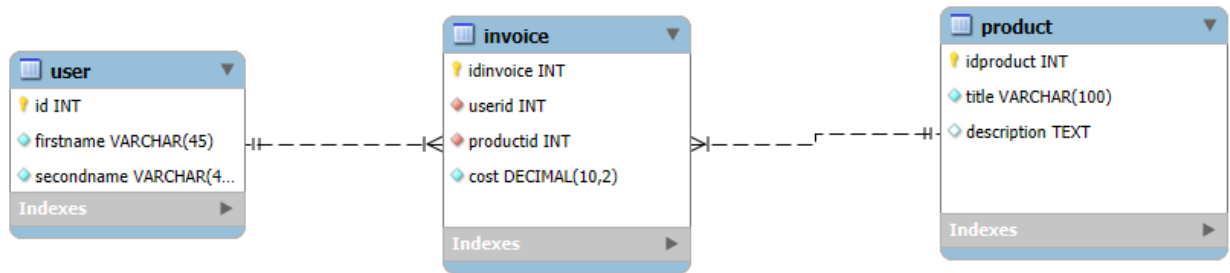 user
id INT
firstname VARCHAR(45)
secondname VARCHAR(4...
Indexes
invoice
idinvoice INT
userid INT
productid INT
cost DECIMAL(10,2)
Indexes
product
idproduct INT
title VARCHAR(100)
description TEXT
Indexes